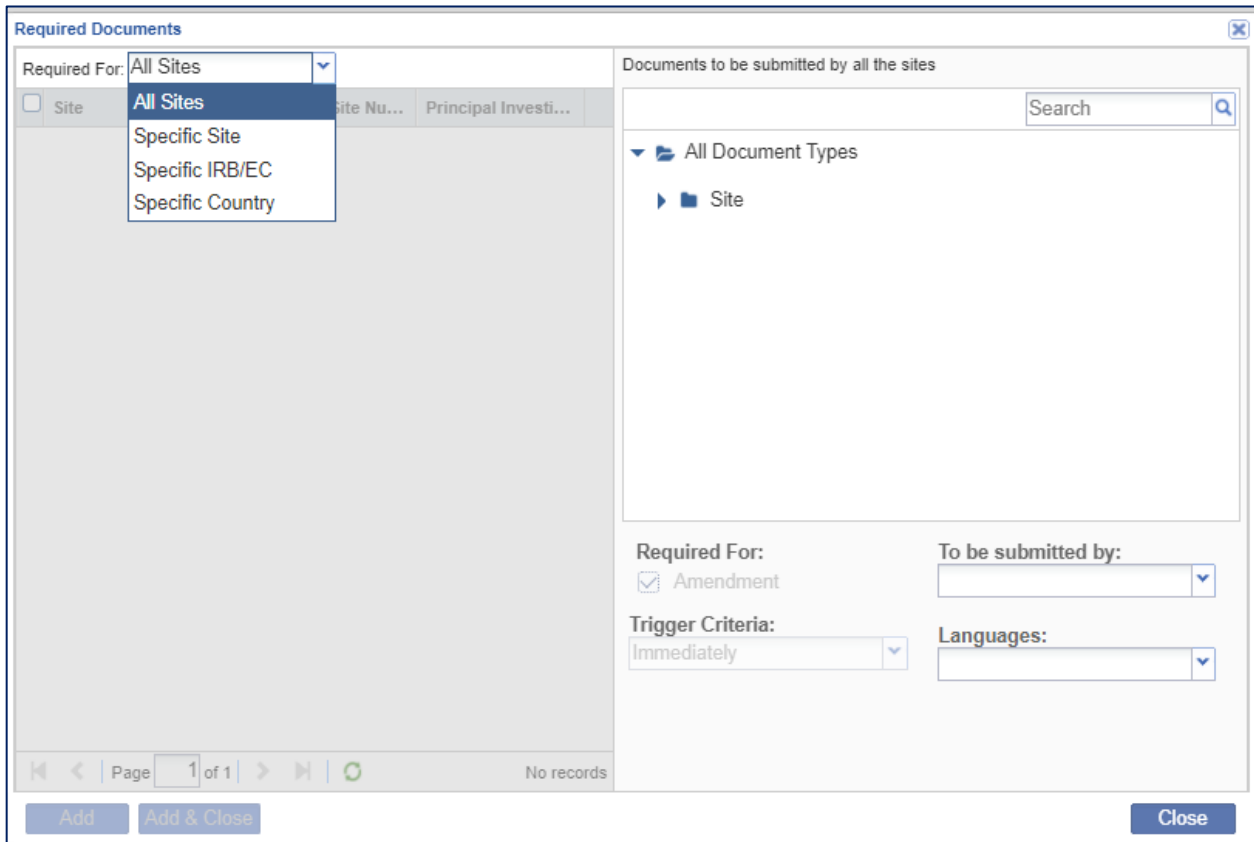 Required Documents
Required For: All Sites
Documents to be submitted by all the sites
Site
Site Nu...
Principal Investi...
All Sites
Specific Site
Specific IRB/EC
Specific Country
Search
All Document Types
Site
Required For:
Amendment
To be submitted by:
Trigger Criteria:
Immediately
Languages:
Page 1 of 1
No records
Add
Add & Close
Close